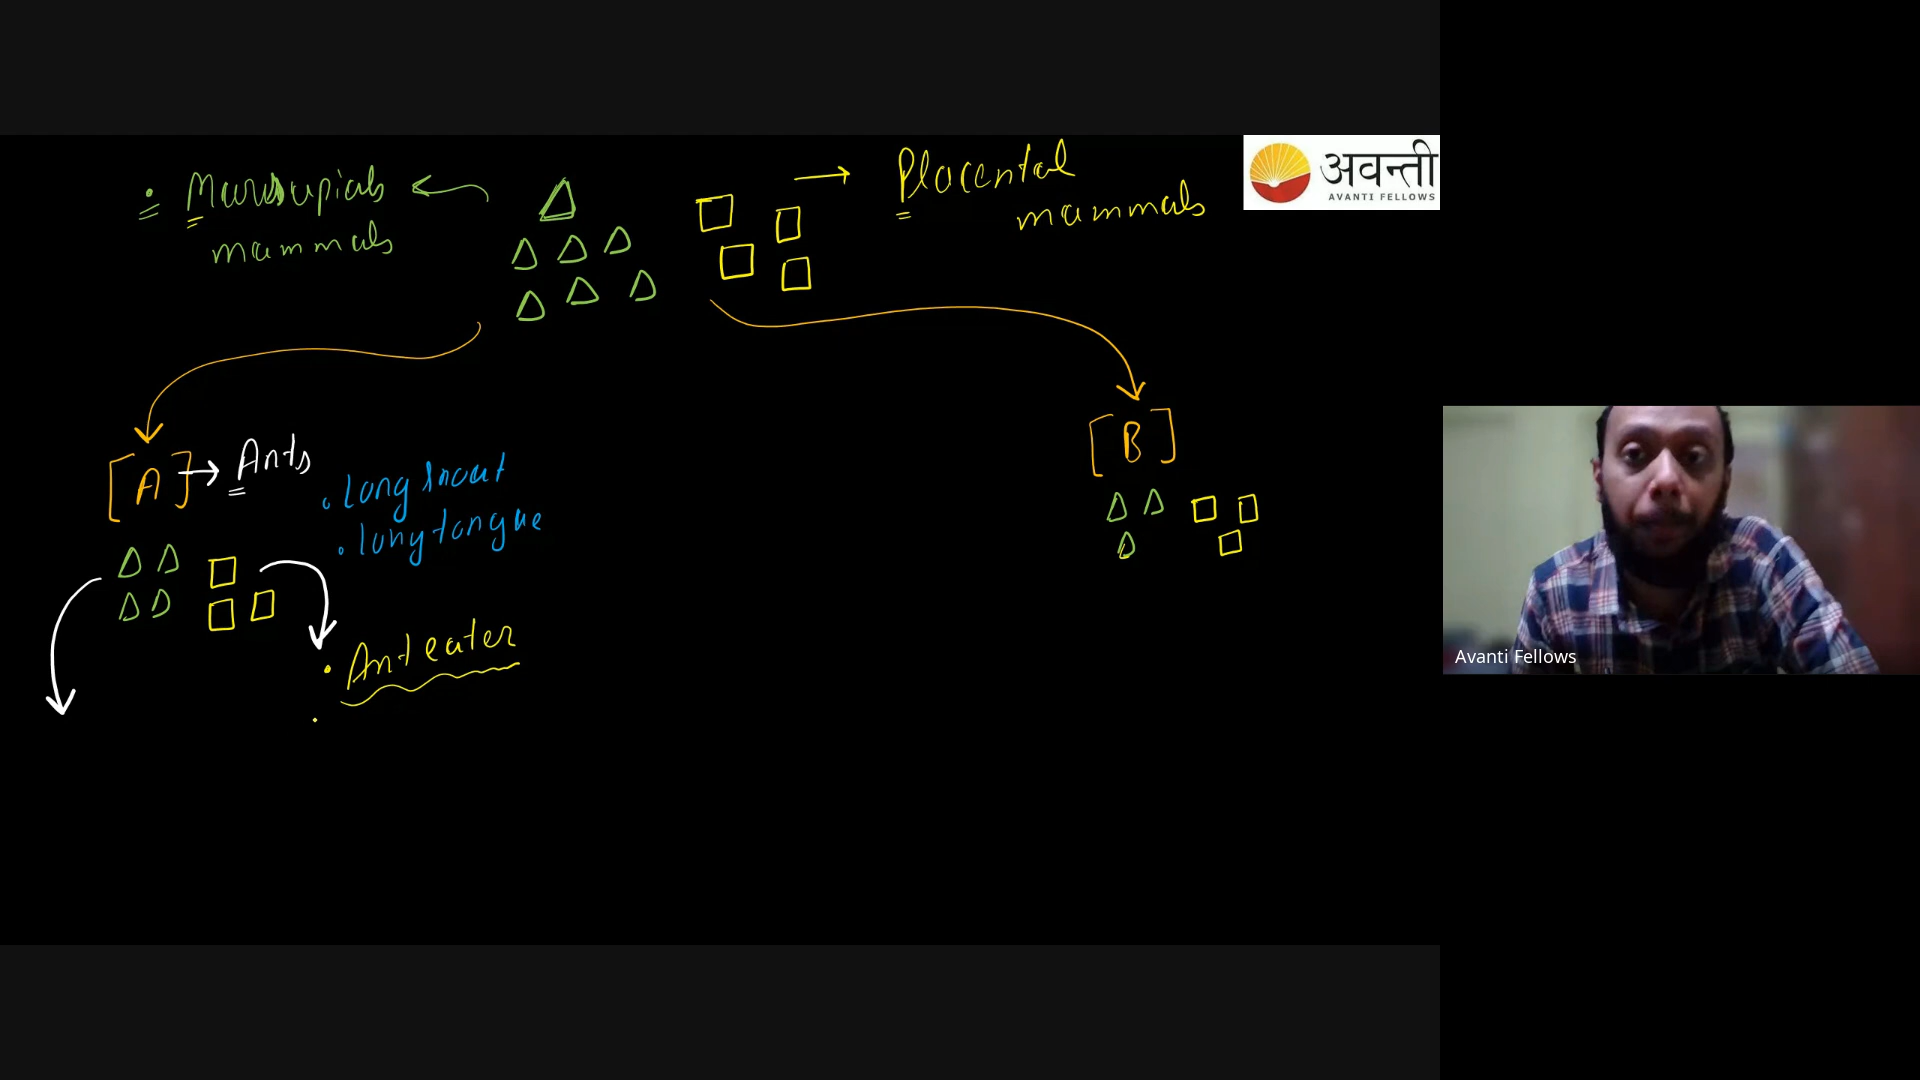 Marsupials
mammals
Placental
mammals
अवन्ती
AVANTI FELLOWS
[A] → Ants
[B]
. long snout
. long tongue
• Ant eater
Avanti Fellows